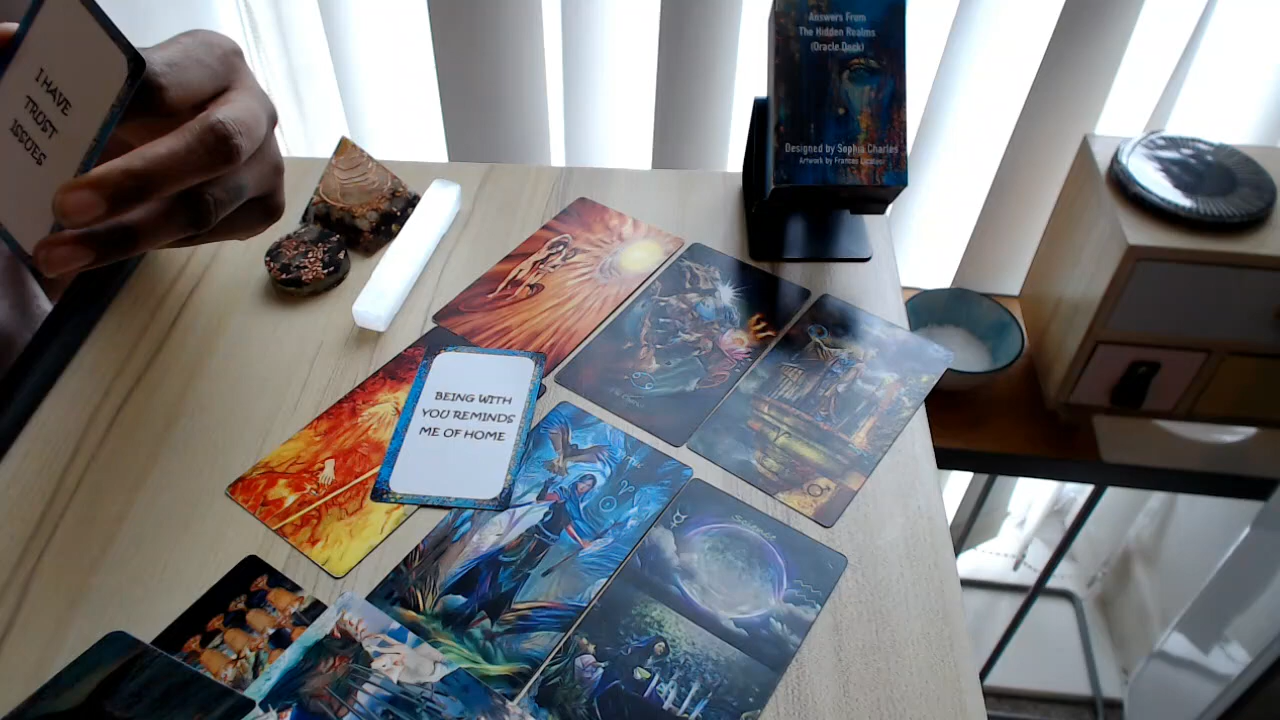 I HAVE
TRUST
ISSUES
Answers From
The Hidden Realms
(Oracle Deck)
Designed by Sophia Charles
BEING WITH
YOU REMINDS
ME OF HOME
Science